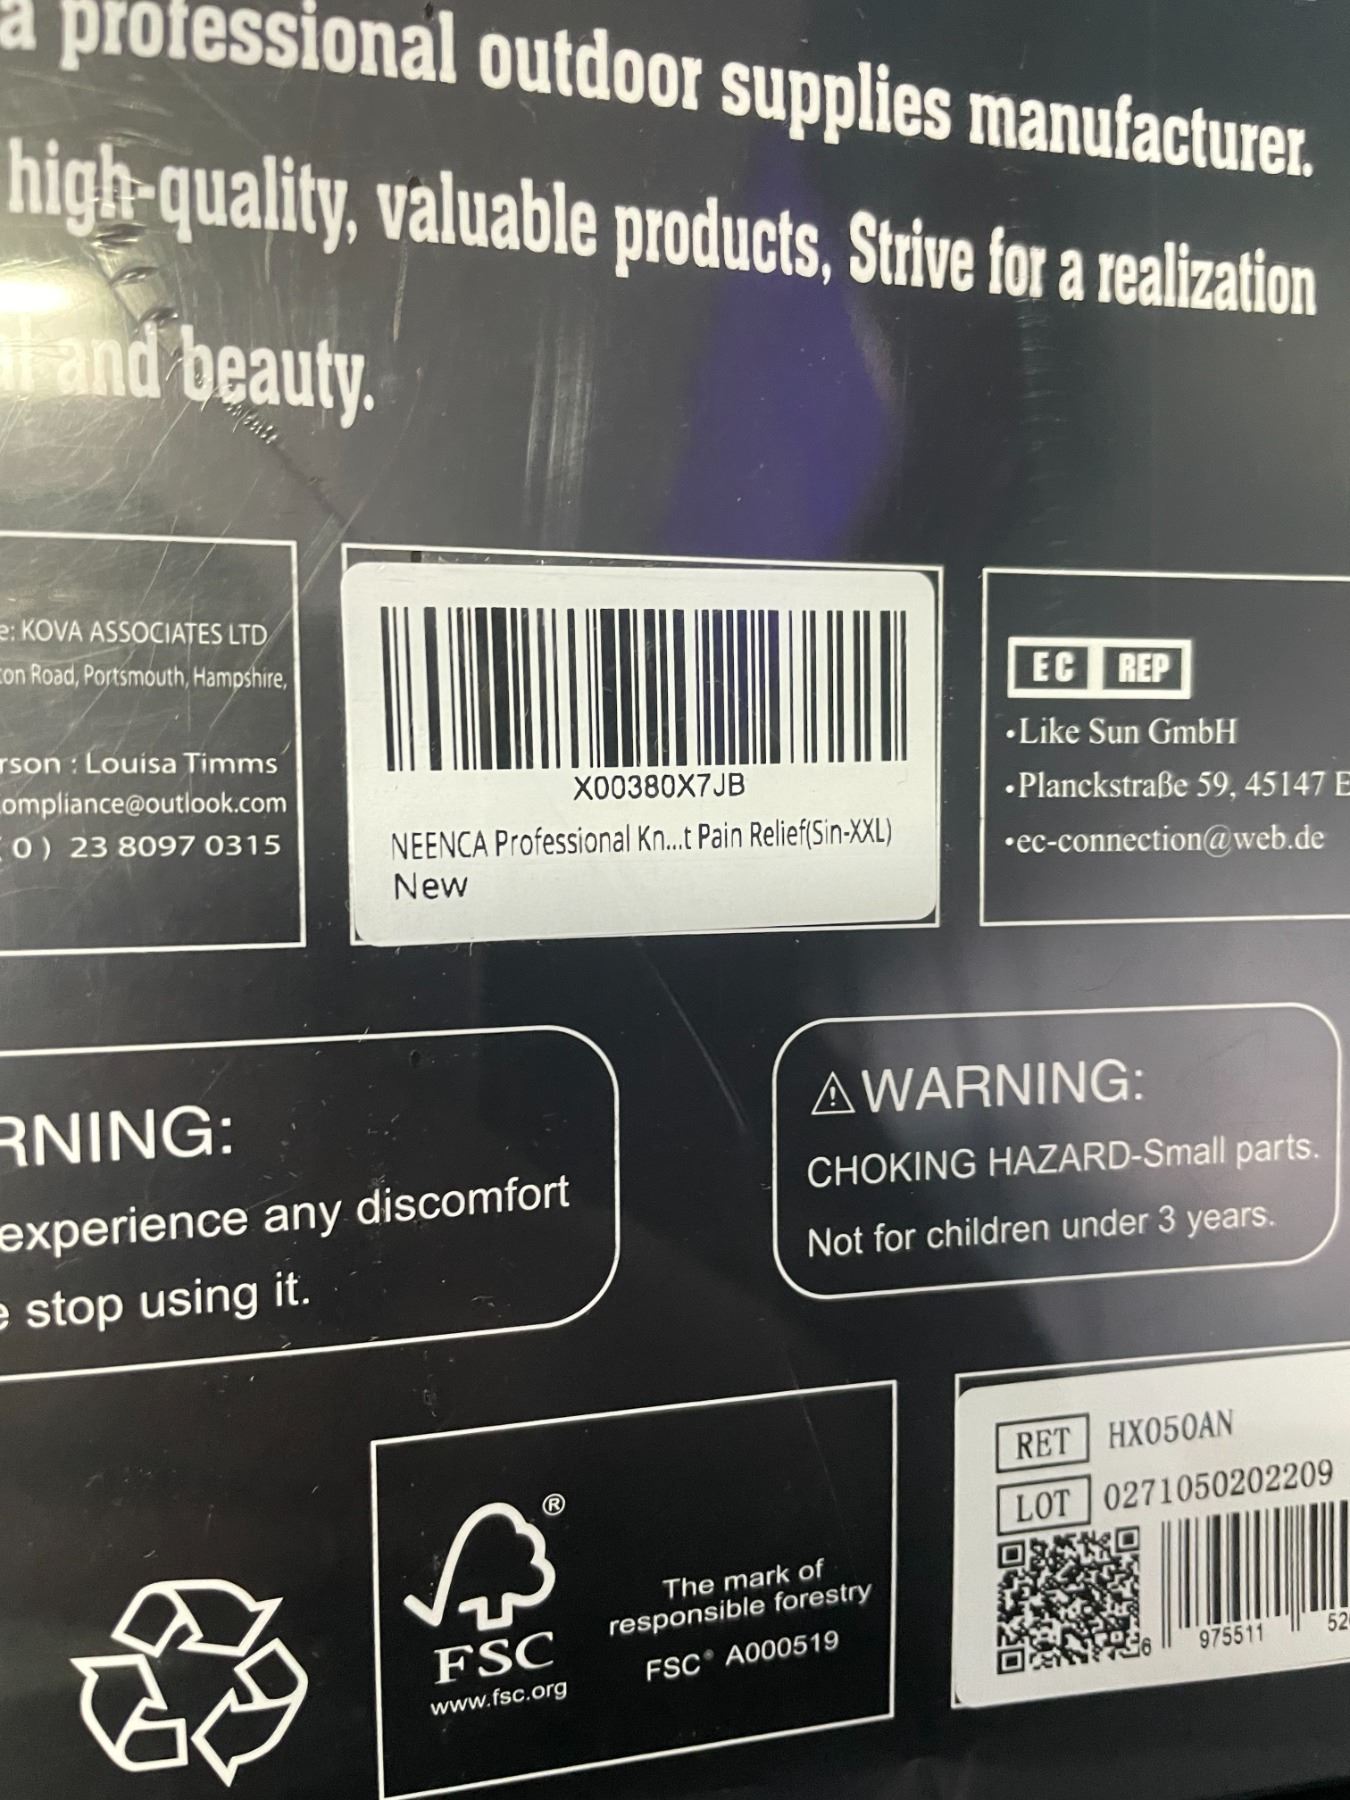 a professional outdoor supplies manufacturer.
high-quality, valuable products, Strive for a realization
and beauty.
KOVA ASSOCIATES LTD
Road, Portsmouth, Hampshire,
: Louisa Timms
@outlook.com
0 ) 23 8097 0315
X00380X7JB
NEENCA Professional Kn...t Pain Relief(Sin-XXL)
New
EC REP
•Like Sun GmbH
•Planckstraße 59, 45147
•ec-connection@web.de
RNING:
experience any discomfort
stop using it.
⚠WARNING:
CHOKING HAZARD-Small parts.
Not for children under 3 years.
®
FSC
www.fsc.org
The mark of
responsible forestry
FSC® A000519
RET HX050AN
LOT 0271050202209
6 975511 52